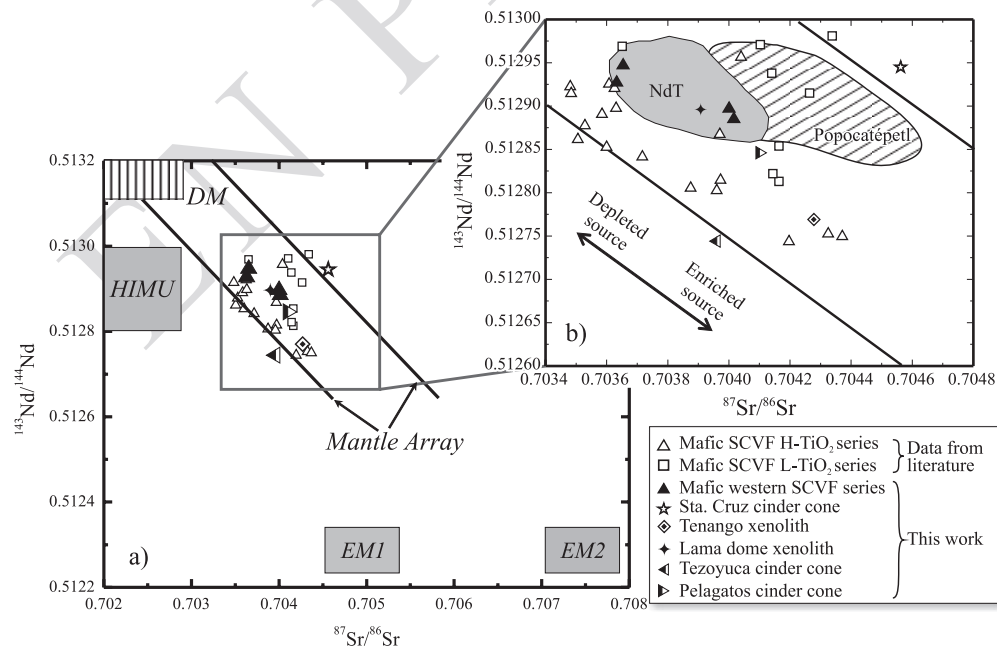 EN P
0.51300
0.51295
0.51290
0.51285
0.51280
0.51275
0.51270
0.51265
0.51260
143Nd/144Nd
NdT
Popocatépetl
Depleted
source
Enriched
source
b)
0.7034
0.7036
0.7038
0.7040
0.7042
0.7044
0.7046
0.7048
87Sr/86Sr
0.5132
0.5130
0.5128
0.5126
0.5124
0.5122
143Nd/144Nd
DM
HIMU
Mantle Array
a)
EM1
EM2
0.702
0.703
0.704
0.705
0.706
0.707
0.708
87Sr/86Sr
Mafic SCVF H-TiO2 series
Mafic SCVF L-TiO2 series
Data from
literature
Mafic western SCVF series
Sta. Cruz cinder cone
Tenango xenolith
Lama dome xenolith
Tezoyuca cinder cone
Pelagatos cinder cone
This work